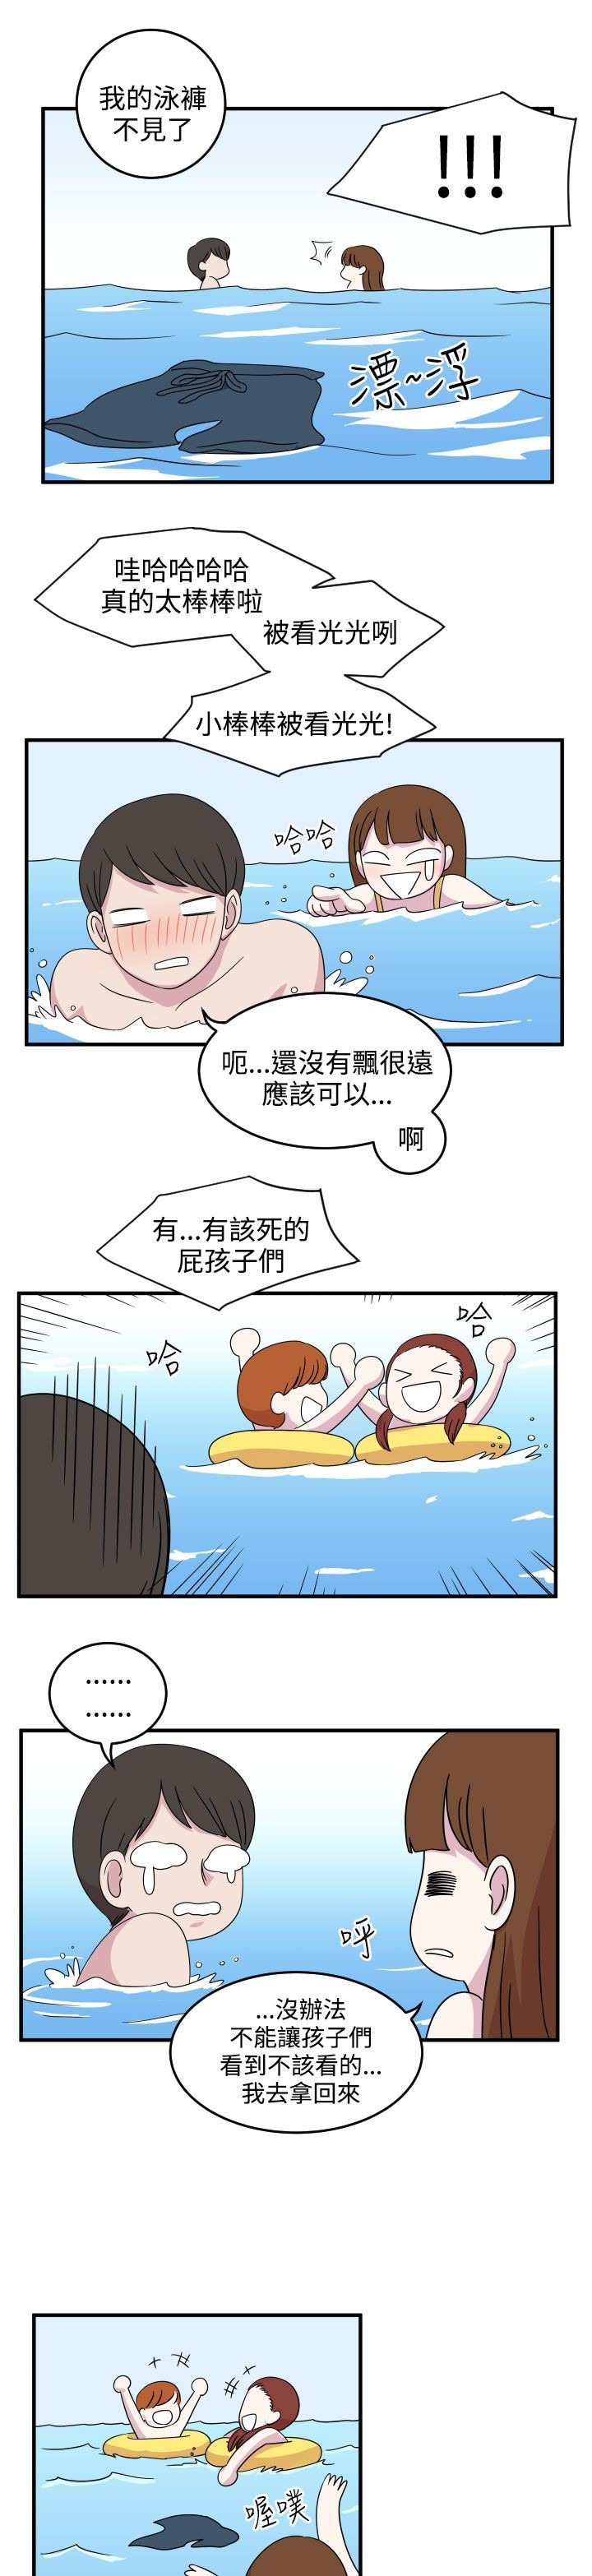 我的泳褲
不見了
!!!
漂~浮
哇哈哈哈哈
真的太棒棒啦
被看光光咧
小棒棒被看光光!
哈哈
呃...還沒有飄很遠
應該可以...
啊
有...有該死的
屁孩子們
哈
哈
......
......
呼
...沒辦法
不能讓孩子們
看到不該看的...
我去拿回來
喔噗